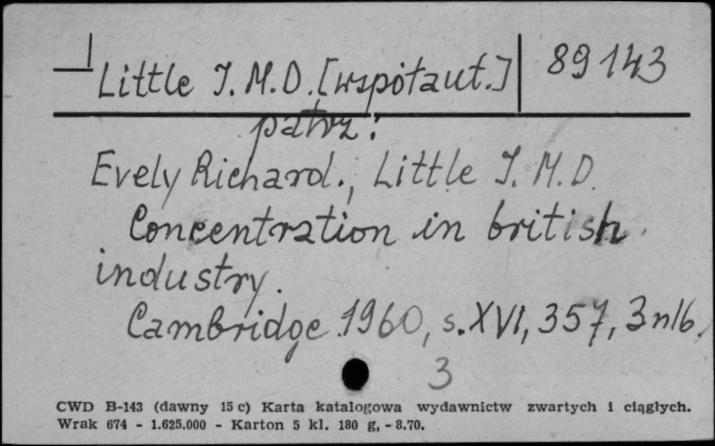 Little I. M. D. [współaut.] 89143
patrz:
Evely Richard., Little I. M. D.
Concentration in british
industry.
Cambridge 1960, s. XVI, 357, 3 nlb.
3
CWD B-143 (dawny 15 c) Karta katalogowa wydawnictw zwartych i ciągłych.
Wrak 674 - 1.625.000 - Karton 5 kl. 180 g, - 8.70.